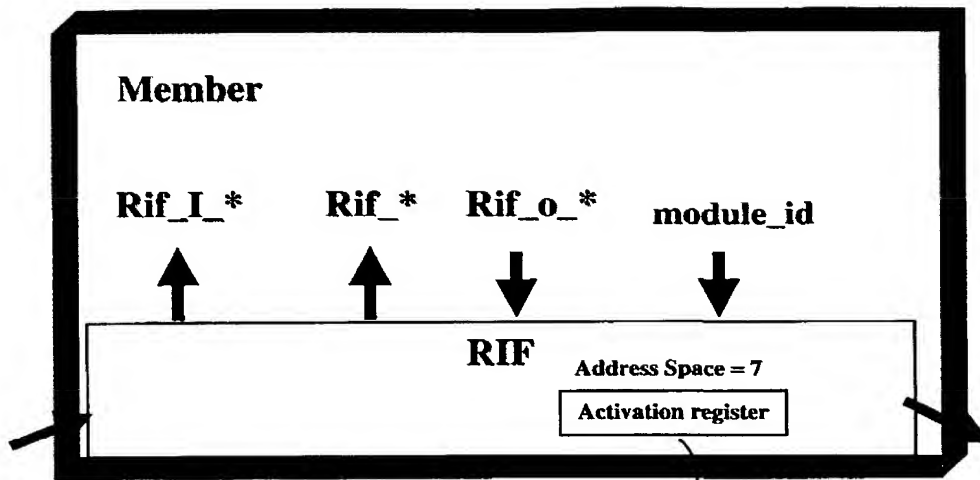 Member
Rif_I_* Rif_* Rif_o_* module_id
RIF
Address Space = 7
Activation register